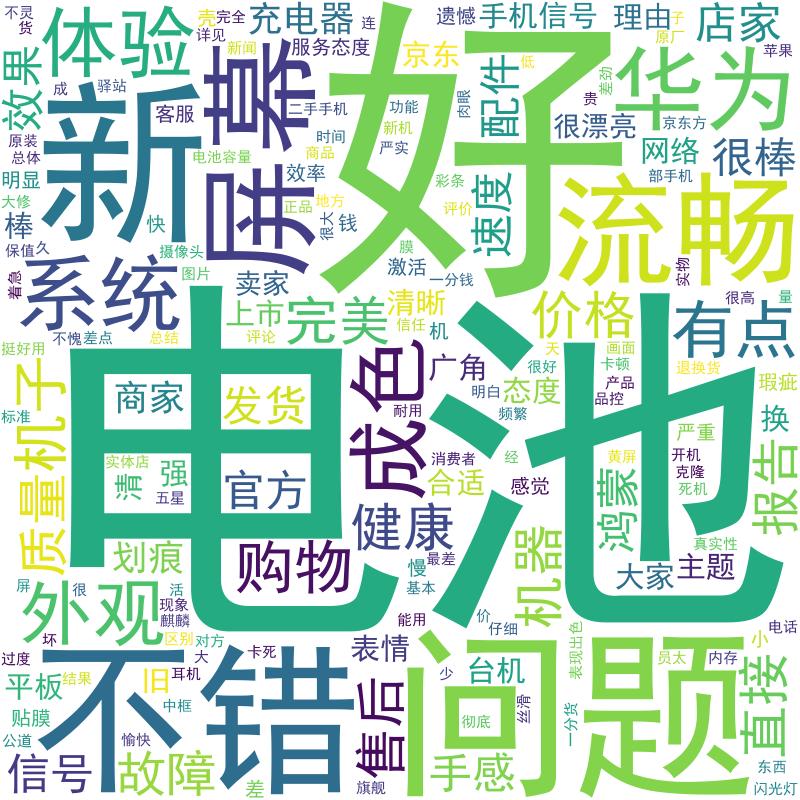 不灵
壳
完全
连
遗憾
手机信号
理由
子
店家
货
体验
详见
新闻
充电器
服务态度
京东
低
原厂
苹果
效果
成
驿站
屏幕
好
配件
差劲
华为
新
客服
二手手机
功能
肉眼
贵
很漂亮
京东方
原装
总体
时间
新机
严实
网络
很棒
电池容量
商品
部手机
明显
效率
彩条
大修
正品
地方
速度
评价
流畅
棒
快
很大
钱
膜
保值
久
摄像头
激活
实物
着急
系统
图片
卖家
一分钱
很高
量
上市
完美
清晰
价格
有点
不愧
差点
总结
评论
信任
机
挺好用
电池
成色
广角
天
画面
很好
卡顿
退换货
机子
商家
发货
明白
态度
产品
品控
瑕疵
标准
耐用
频繁
换
严重
质量
实体店
消费者
经
黄屏
开机
报告
清
强
五星
官方
合适
感觉
鸿蒙
克隆
死机
健康
划痕
购物
机器
真实性
慢
最差
大家
主题
基本
外观
屏
很
活
现象
麒麟
能用
价
仔细
区别
对方
电话
坏
小
过度
不错
大
卡死
表情
问题
表现出色
员太
内存
直接
平板
结果
旧
耳机
少
台机
贴膜
中框
售后
丝滑
彻底
一分货
公道
愉快
信号
故障
差
旗舰
手感
东西
闪光灯